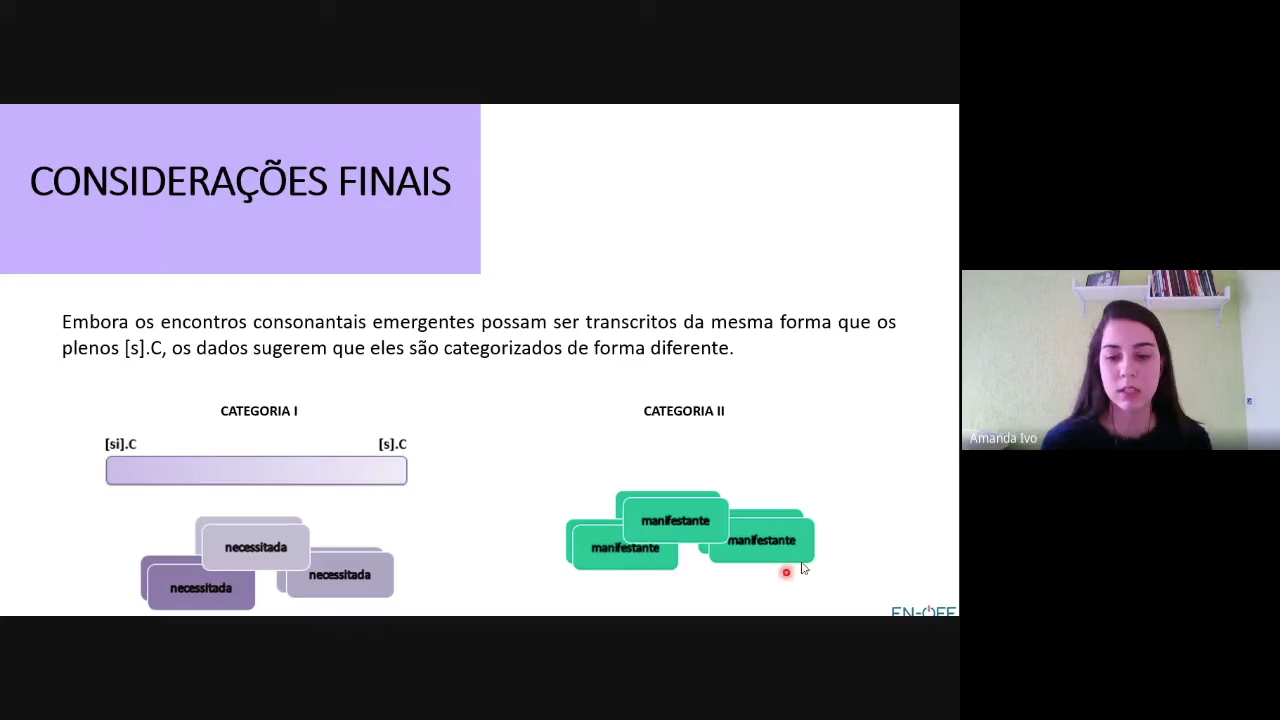 CONSIDERAÇÕES FINAIS
Embora os encontros consonantais emergentes possam ser transcritos da mesma forma que os
plenos [s].C, os dados sugerem que eles são categorizados de forma diferente.
CATEGORIA I
[si].C [s].C
necessitada
necessitada
necessitada
CATEGORIA II
manifestante
manifestante
manifestante
Amanda Ivo